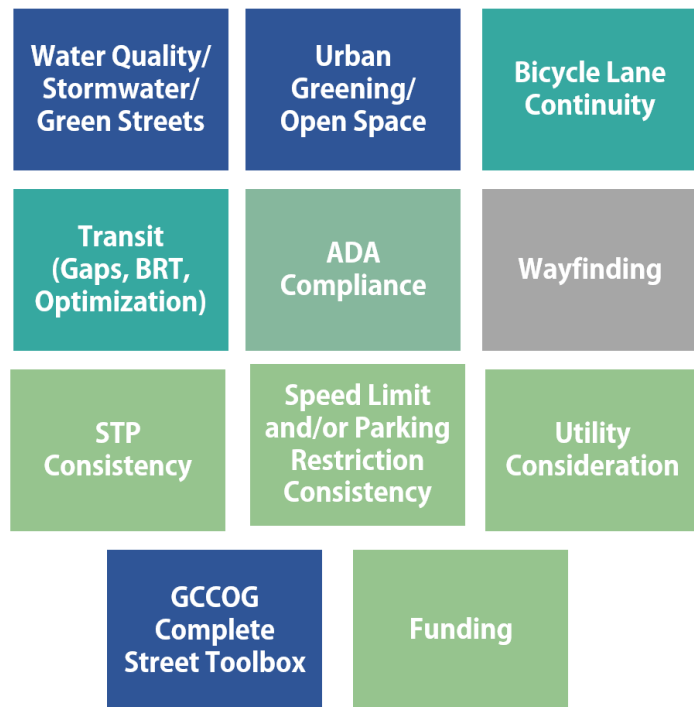 Water Quality/
Stormwater/
Green Streets
Urban
Greening/
Open Space
Bicycle Lane
Continuity
Transit
(Gaps, BRT,
Optimization)
ADA
Compliance
Wayfinding
STP
Consistency
Speed Limit
and/or Parking
Restriction
Consistency
Utility
Consideration
GCCOG
Complete
Street Toolbox
Funding